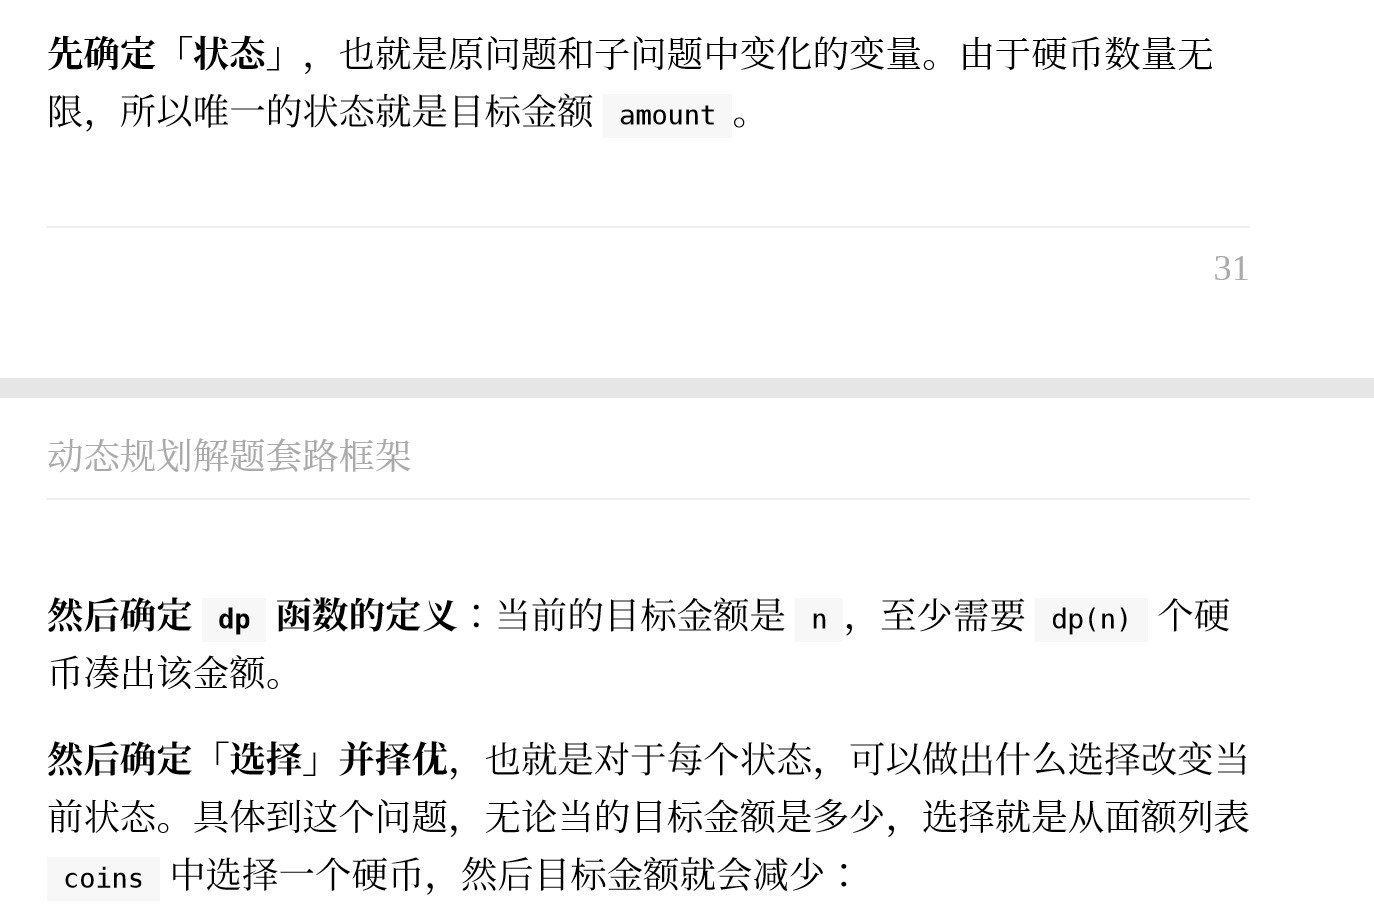 先确定「状态」，也就是原问题和子问题中变化的变量。由于硬币数量无
限，所以唯一的状态就是目标金额 amount 。
31
动态规划解题套路框架
然后确定 dp 函数的定义：当前的目标金额是 n ，至少需要 dp(n) 个硬
币凑出该金额。
然后确定「选择」并择优，也就是对于每个状态，可以做出什么选择改变当
前状态。具体到这个问题，无论当的目标金额是多少，选择就是从面额列表
coins 中选择一个硬币，然后目标金额就会减少：